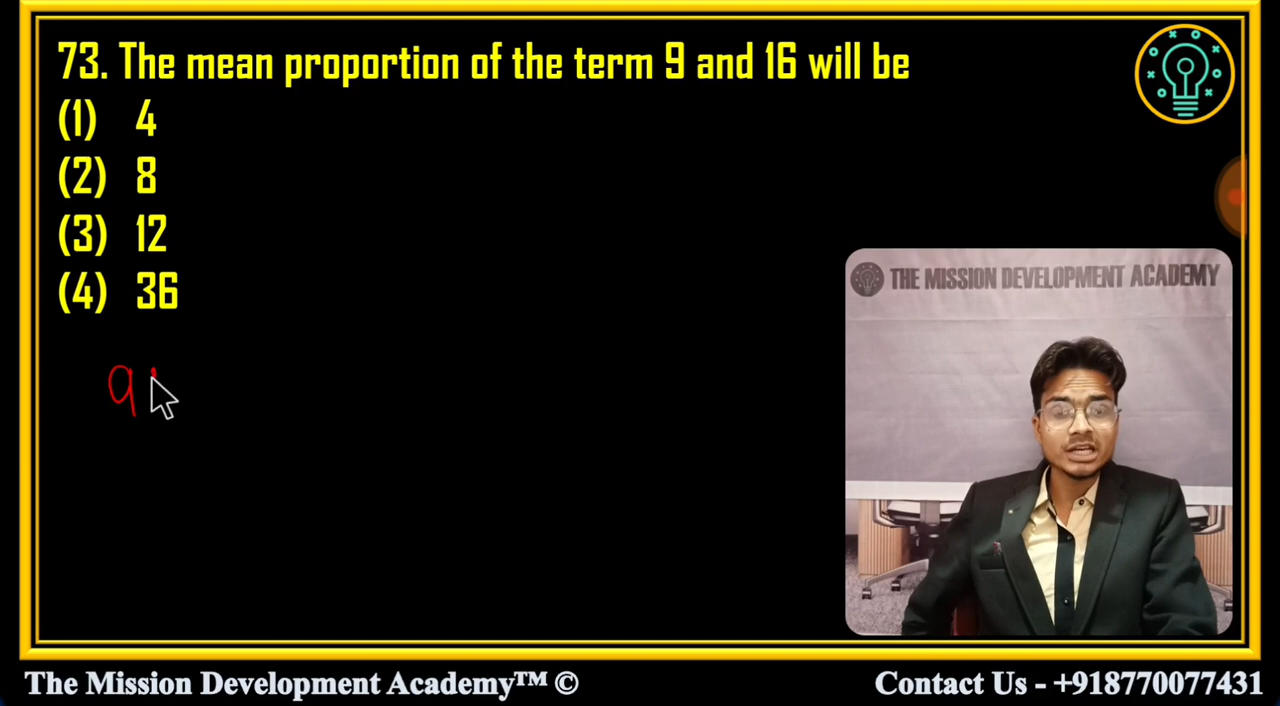 73. The mean proportion of the term 9 and 16 will be
(1) 4
(2) 8
(3) 12
(4) 36
9
THE MISSION DEVELOPMENT ACADEMY
The Mission Development Academy™ ©
Contact Us - +918770077431